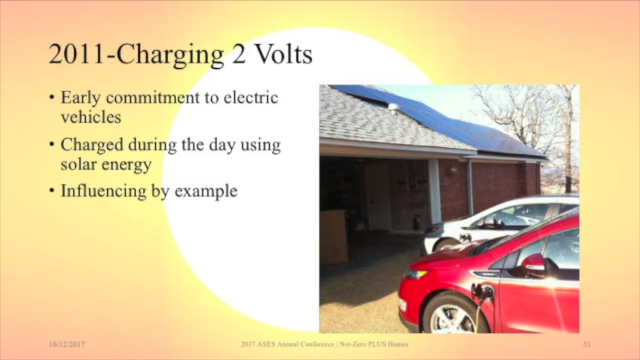 2011-Charging 2 Volts
• Early commitment to electric
vehicles
• Charged during the day using
solar energy
• Influencing by example
10/12/2017
2017 ASES Annual Conference | Net-Zero PLUS Homes
31